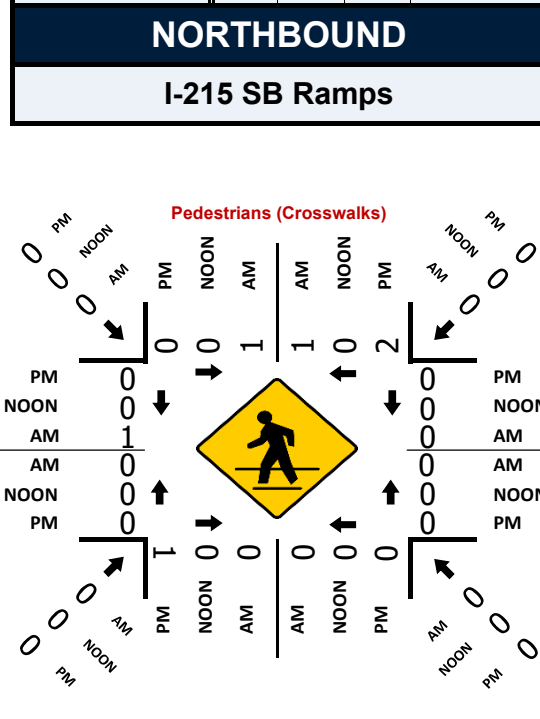 NORTHBOUND
I-215 SB Ramps
Pedestrians (Crosswalks)
PM NOON AM
0 0 0
PM NOON AM AM NOON PM
0 0 1 1 0 2
PM NOON AM
0 0 0
PM 0 0 PM
NOON 0 0 NOON
AM 1 0 AM
AM 0 0 AM
NOON 0 0 NOON
PM 0 0 PM
1 0 0 0 0 0
PM NOON AM AM NOON PM
0 0 0
AM NOON PM
0 0 0
AM NOON PM